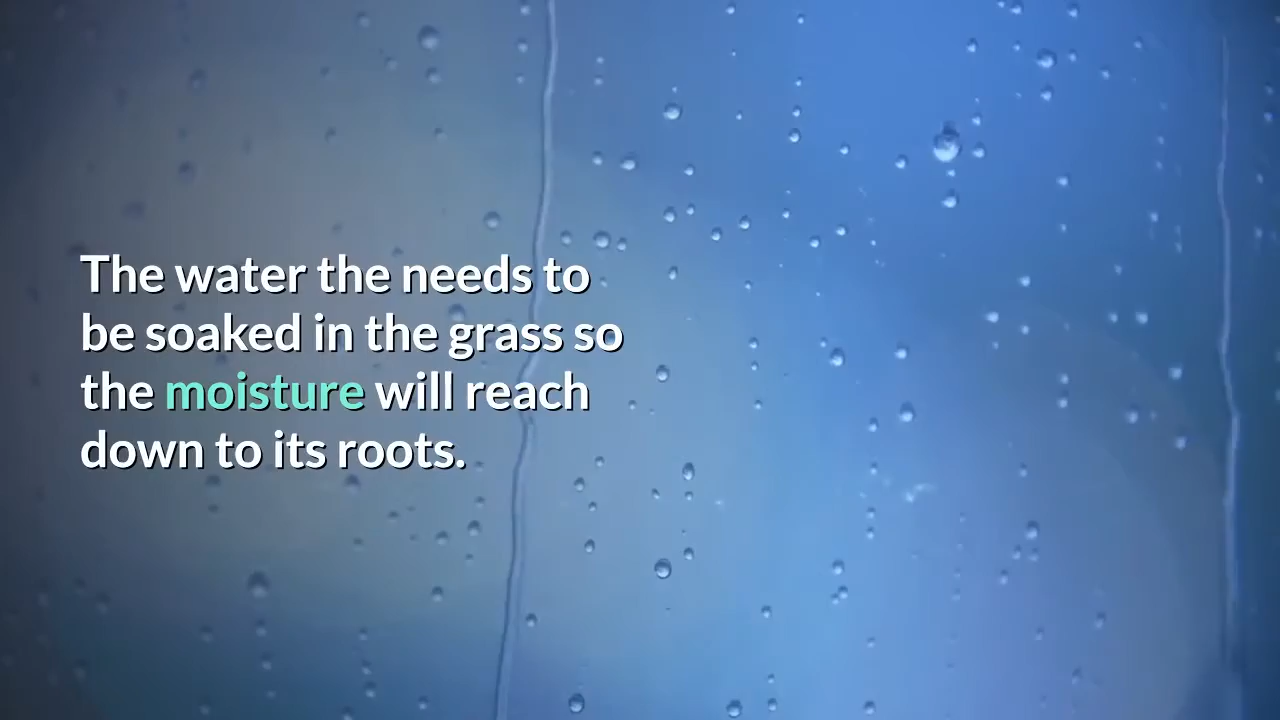 The water the needs to
be soaked in the grass so
the moisture will reach
down to its roots.